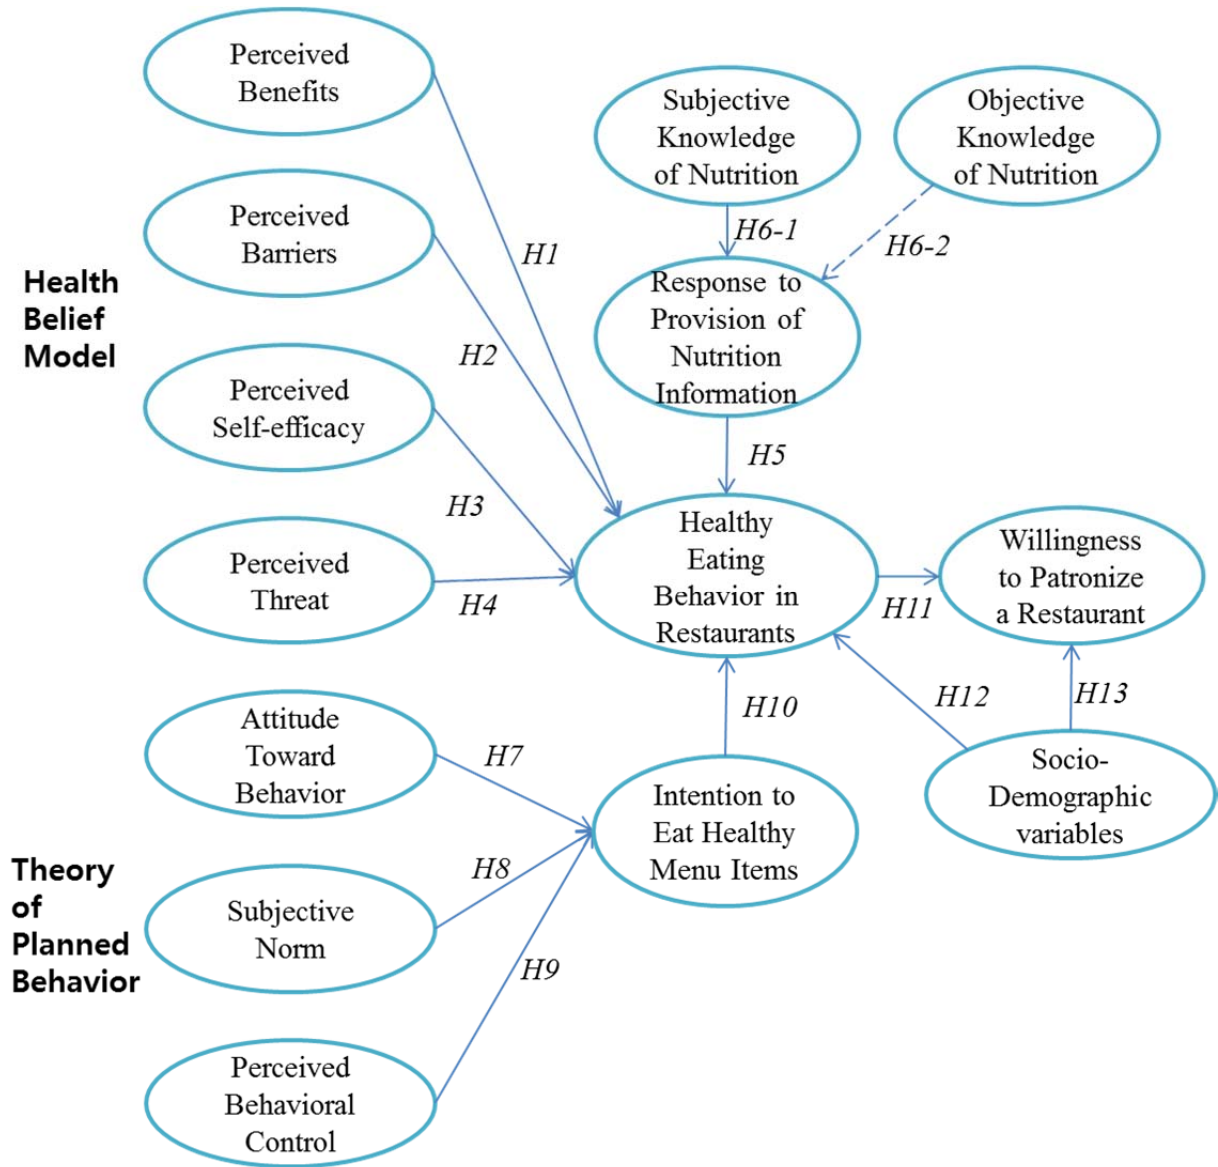 Perceived
Benefits
Subjective
Knowledge
of Nutrition
Objective
Knowledge
of Nutrition
Perceived
Barriers
H1
H6-1
H6-2
Health
Belief
Model
Response to
Provision of
Nutrition
Information
H2
Perceived
Self-efficacy
H5
H3
Perceived
Threat
H4
Healthy
Eating
Behavior in
Restaurants
Willingness
to Patronize
a Restaurant
H11
H10
H12
H13
Attitude
Toward
Behavior
H7
Intention to
Eat Healthy
Menu Items
Socio-
Demographic
variables
Theory
of
Planned
Behavior
H8
Subjective
Norm
H9
Perceived
Behavioral
Control